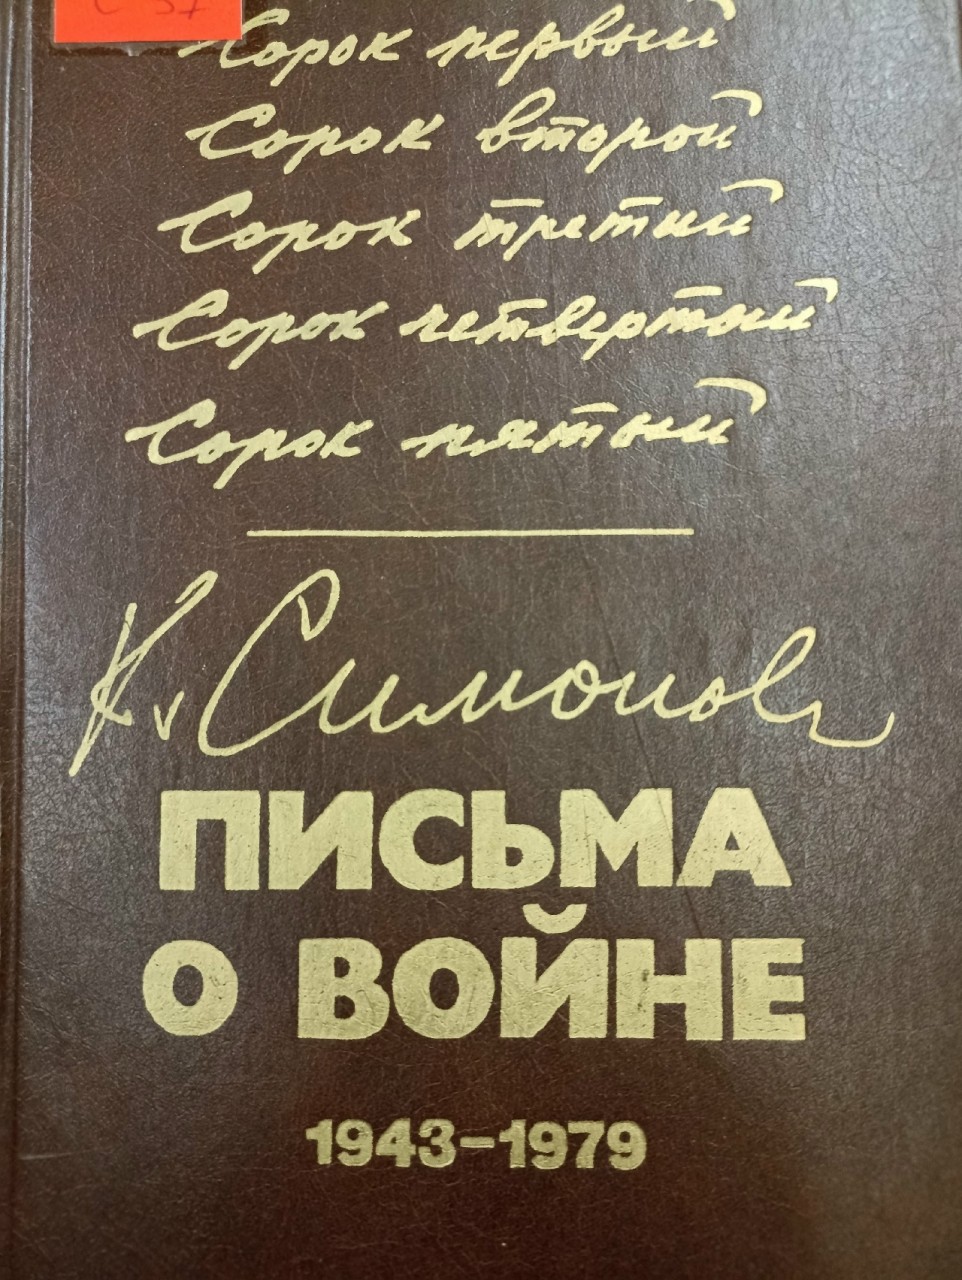 Сорок первый
Сорок второй
Сорок третий
Сорок четвертый
Сорок пятый
К. Симонов
ПИСЬМА
О ВОЙНЕ
1943-1979